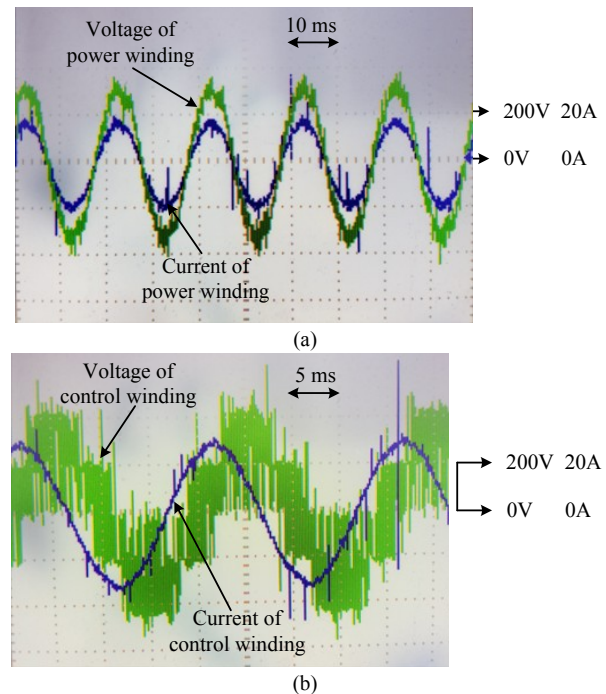 Voltage of
power winding
10 ms
200V 20A
0V 0A
Current of
power winding
(a)
Voltage of
control winding
5 ms
200V 20A
0V 0A
Current of
control winding
(b)